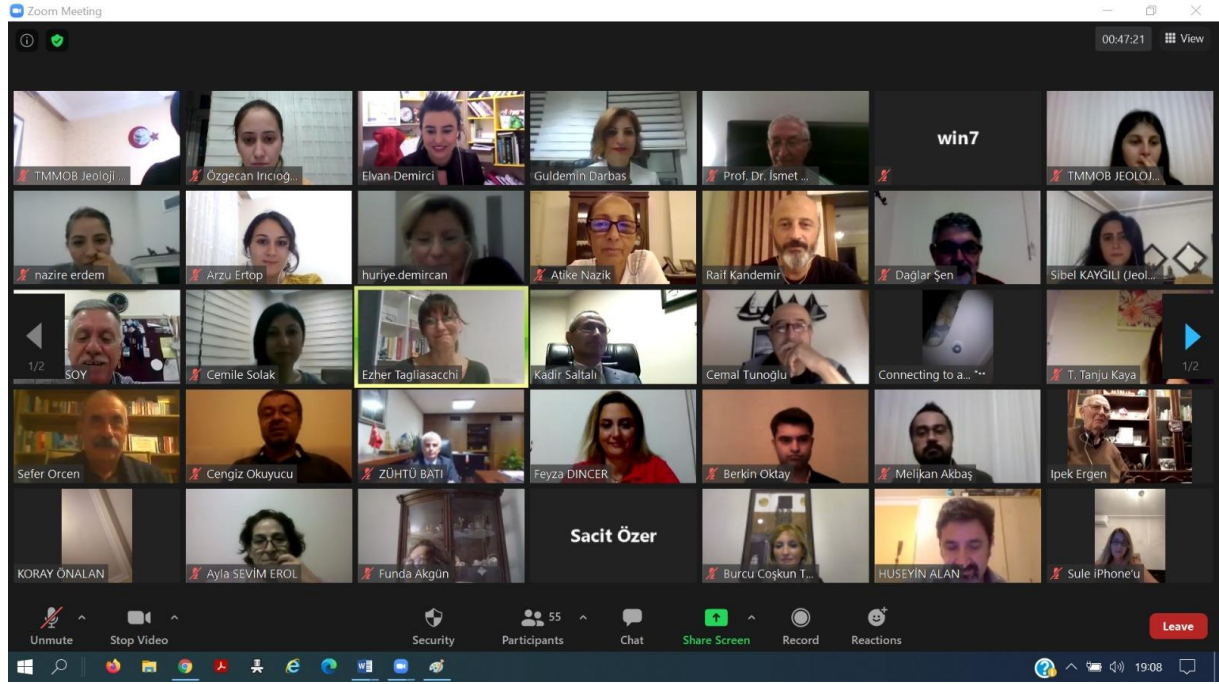 Zoom Meeting
00:47:21 View
TMMOB Jeoloji ...
Özgecan Irıcıoğ...
Elvan Demirci
Guldemin Darbas
Prof. Dr. İsmet ...
win7
TMMOB JEOLOJ...
nazire erdem
Arzu Ertop
huriye.demircan
Atike Nazik
Raif Kandemir
Dağlar Şen
Sibel KAYĞILI (Jeol...
1/2
SOY
Cemile Solak
Ezher Tagliasacchi
Kadir Saltalı
Cemal Tunoğlu
Connecting to a...
T. Tanju Kaya
1/2
Sefer Orcen
Cengiz Okuyucu
ZÜHTÜ BATI
Feyza DINCER
Berkin Oktay
Melikan Akbaş
Ipek Ergen
KORAY ÖNALAN
Ayla SEVİM EROL
Funda Akgün
Sacit Özer
Burcu Coşkun T...
HUSEYİN ALAN
Sule iPhone'u
Unmute
Stop Video
Security
55
Participants
Chat
Share Screen
Record
Reactions
Leave
19:08